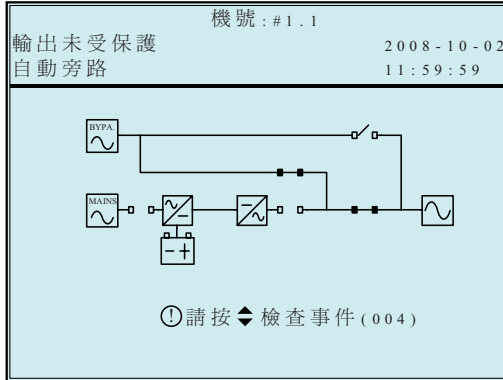 機號:#1.1
輸出未受保護 2008-10-02
自動旁路 11:59:59
BYPA.
MAINS
請按 檢查事件(004)